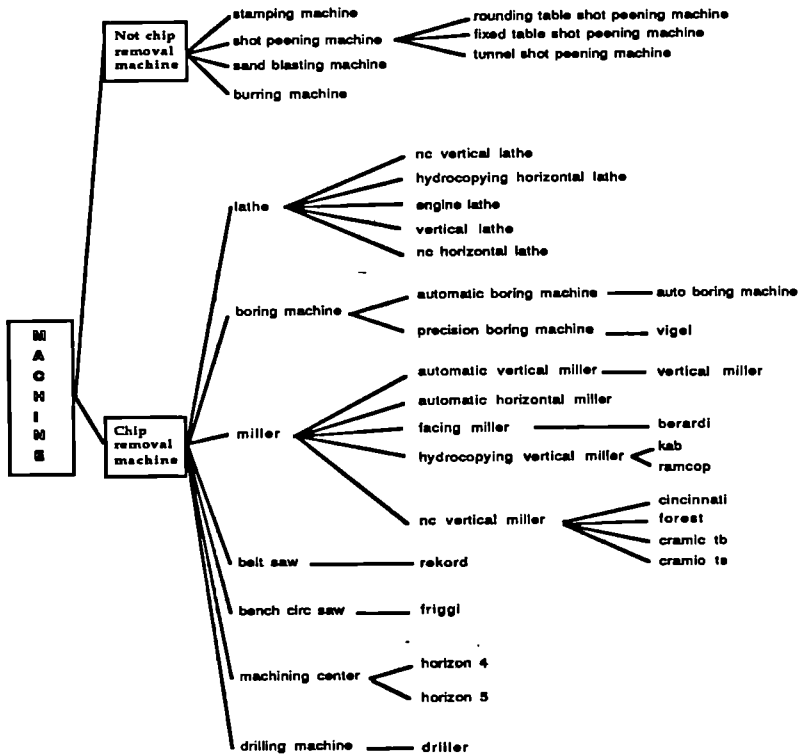 MACHINE
Not chip
removal
machine
stamping machine
shot peening machine
sand blasting machine
burring machine
rounding table shot peening machine
fixed table shot peening machine
tunnel shot peening machine
Chip
removal
machine
lathe
nc vertical lathe
hydrocopying horizontal lathe
engine lathe
vertical lathe
nc horizontal lathe
boring machine
automatic boring machine
auto boring machine
precision boring machine
vigel
miller
automatic vertical miller
vertical miller
automatic horizontal miller
facing miller
berardi
hydrocopying vertical miller
kab
ramcop
nc vertical miller
cincinnati
forest
cramic tb
cramic ts
belt saw
rekord
bench circ saw
friggi
machining center
horizon 4
horizon 5
drilling machine
driller